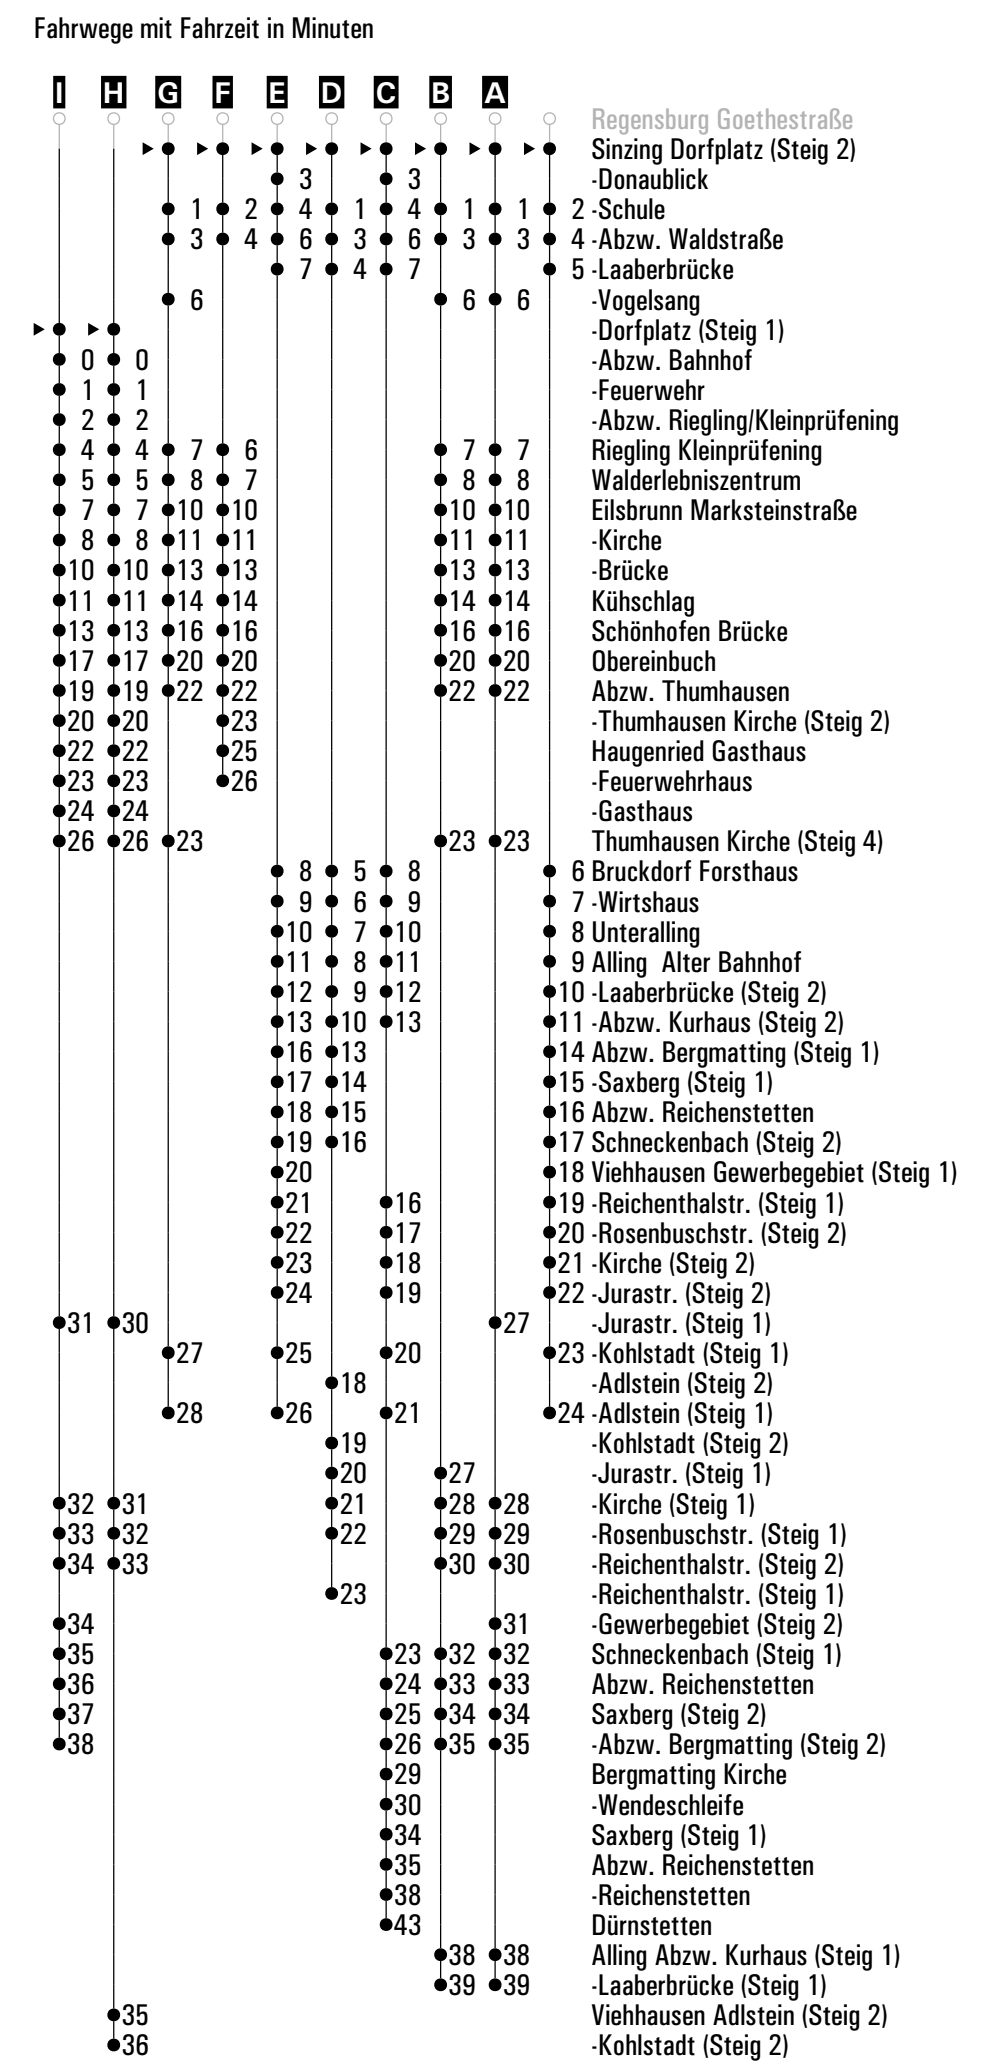 Fahrwege mit Fahrzeit in Minuten
I H G F E D C B A
Regensburg Goethestraße
Sinzing Dorfplatz (Steig 2)
3 3 -Donaublick
1 2 4 1 4 1 1 2 -Schule
3 4 6 3 6 3 3 4 -Abzw. Waldstraße
7 4 7 5 -Laaberbrücke
6 6 6 -Vogelsang
-Dorfplatz (Steig 1)
0 0 -Abzw. Bahnhof
1 1 -Feuerwehr
2 2 -Abzw. Riegling/Kleinprüfening
4 4 7 6 7 7 Riegling Kleinprüfening
5 5 8 7 8 8 Walderlebniszentrum
7 7 10 10 10 10 Eilsbrunn Marksteinstraße
8 8 11 11 11 11 -Kirche
10 10 13 13 13 13 -Brücke
11 11 14 14 14 14 Kühschlag
13 13 16 16 16 16 Schönhofen Brücke
17 17 20 20 20 20 Obereinbuch
19 19 22 22 22 22 Abzw. Thumhausen
20 20 23 -Thumhausen Kirche (Steig 2)
22 22 25 Haugenried Gasthaus
23 23 26 -Feuerwehrhaus
24 24 -Gasthaus
26 26 23 23 23 Thumhausen Kirche (Steig 4)
8 5 8 6 Bruckdorf Forsthaus
9 6 9 7 -Wirtshaus
10 7 10 8 Unteralling
11 8 11 9 Alling Alter Bahnhof
12 9 12 10 -Laaberbrücke (Steig 2)
13 10 13 11 -Abzw. Kurhaus (Steig 2)
16 13 14 Abzw. Bergmatting (Steig 1)
17 14 15 -Saxberg (Steig 1)
18 15 16 Abzw. Reichenstetten
19 16 17 Schneckenbach (Steig 2)
20 18 Viehhausen Gewerbegebiet (Steig 1)
21 16 19 -Reichenthalstr. (Steig 1)
22 17 20 -Rosenbuschstr. (Steig 2)
23 18 21 -Kirche (Steig 2)
24 19 22 -Jurastr. (Steig 2)
31 30 27 -Jurastr. (Steig 1)
27 25 20 23 -Kohlstadt (Steig 1)
18 -Adlstein (Steig 2)
28 26 21 24 -Adlstein (Steig 1)
19 -Kohlstadt (Steig 2)
20 27 -Jurastr. (Steig 1)
32 31 21 28 28 -Kirche (Steig 1)
33 32 22 29 29 -Rosenbuschstr. (Steig 1)
34 33 30 30 -Reichenthalstr. (Steig 2)
23 -Reichenthalstr. (Steig 1)
34 31 -Gewerbegebiet (Steig 2)
35 23 32 32 Schneckenbach (Steig 1)
36 24 33 33 Abzw. Reichenstetten
37 25 34 34 Saxberg (Steig 2)
38 26 35 35 -Abzw. Bergmatting (Steig 2)
29 Bergmatting Kirche
30 -Wendeschleife
34 Saxberg (Steig 1)
35 Abzw. Reichenstetten
38 -Reichenstetten
43 Dürnstetten
38 38 Alling Abzw. Kurhaus (Steig 1)
39 39 -Laaberbrücke (Steig 1)
35 Viehhausen Adlstein (Steig 2)
36 -Kohlstadt (Steig 2)